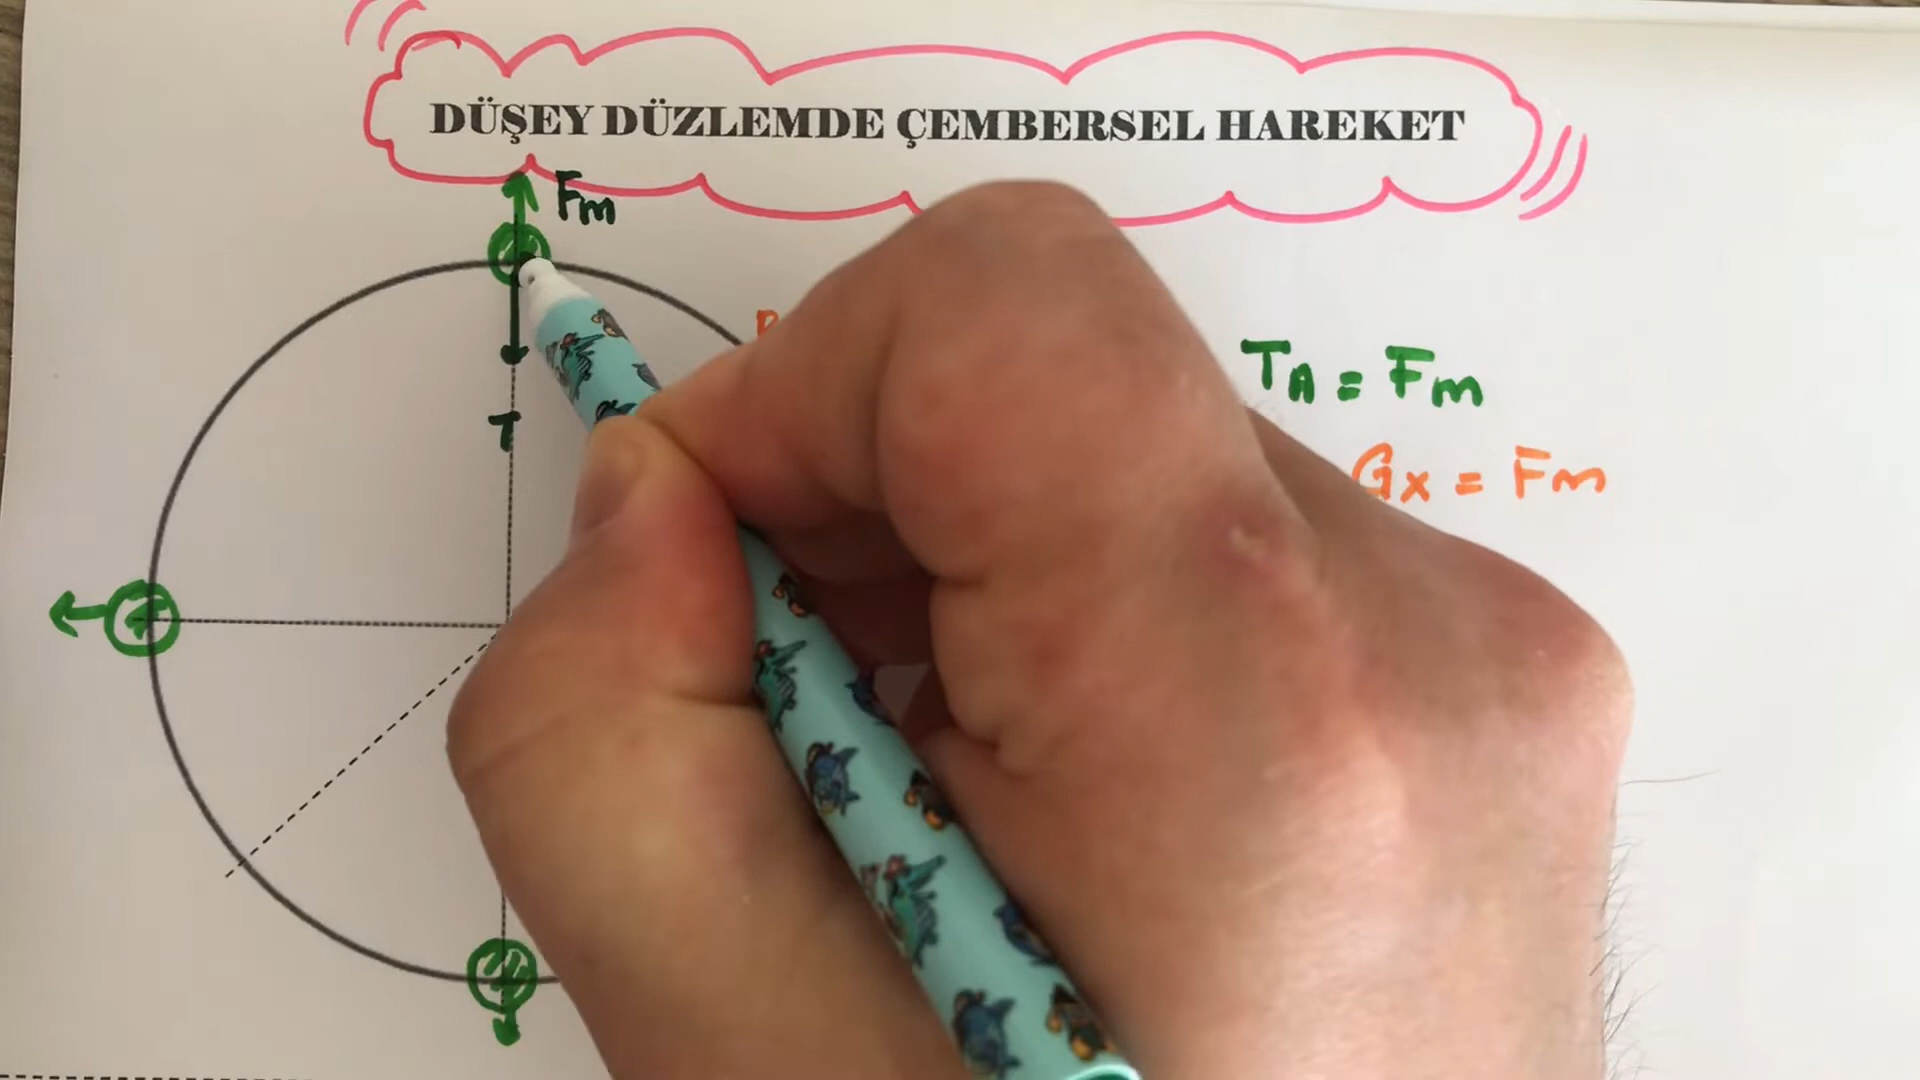 DÜŞEY DÜZLEMDE ÇEMBERSEL HAREKET
Fm
TA = Fm
T
Gx = Fm